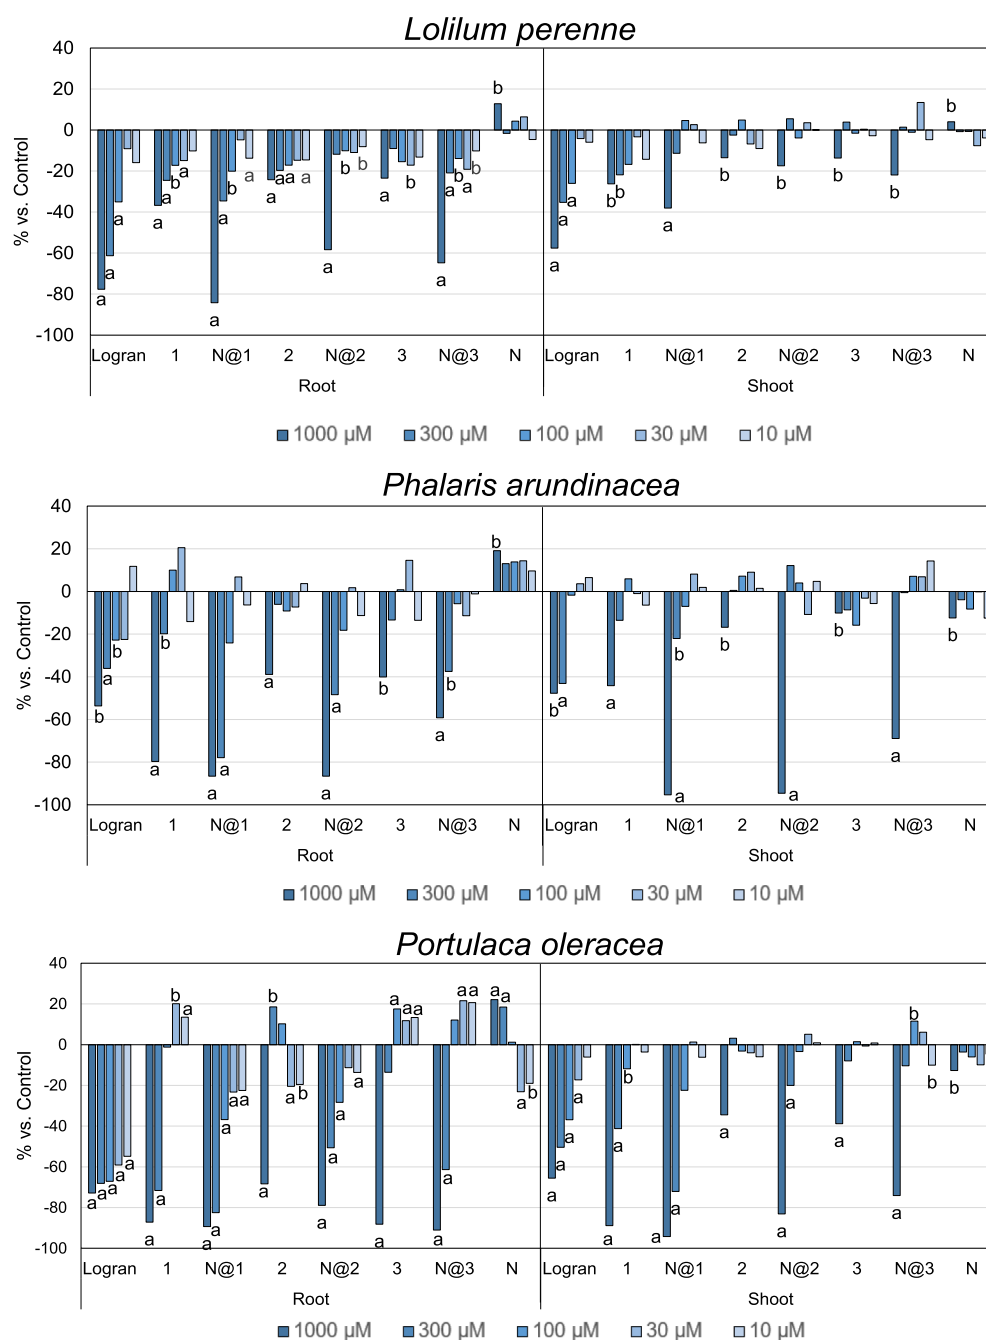 Lolilum perenne
% vs. Control
40
20
0
-20
-40
-60
-80
-100
a a a a a b a a a b a a a a a a b b a b a a b a b b
a a a b b a b b b b b
Logran 1 N@1 2 N@2 3 N@3 N Logran 1 N@1 2 N@2 3 N@3 N
Root Shoot
1000 µM 300 µM 100 µM 30 µM 10 µM
Phalaris arundinacea
% vs. Control
40
20
0
-20
-40
-60
-80
-100
b a b a b a a a a a b a b b
b a a a b b a b a b
Logran 1 N@1 2 N@2 3 N@3 N Logran 1 N@1 2 N@2 3 N@3 N
Root Shoot
1000 µM 300 µM 100 µM 30 µM 10 µM
Portulaca oleracea
% vs. Control
40
20
0
-20
-40
-60
-80
-100
a a a a a a a b a a a a a a a b a b a a a a a a a a a a a a a a a b
a a a a a a b a a a a a a a b b b
Logran 1 N@1 2 N@2 3 N@3 N Logran 1 N@1 2 N@2 3 N@3 N
Root Shoot
1000 µM 300 µM 100 µM 30 µM 10 µM